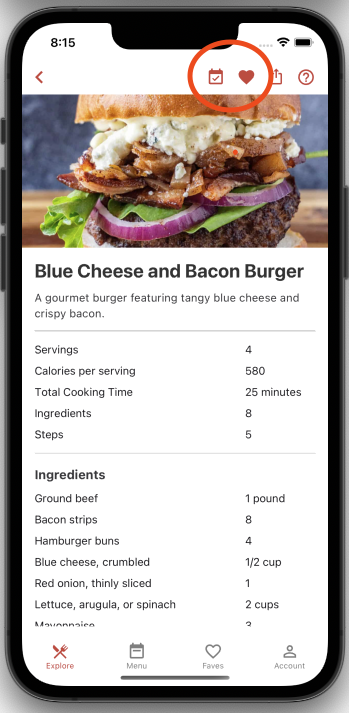 8:15
Blue Cheese and Bacon Burger
A gourmet burger featuring tangy blue cheese and
crispy bacon.
Servings 4
Calories per serving 580
Total Cooking Time 25 minutes
Ingredients 8
Steps 5
Ingredients
Ground beef 1 pound
Bacon strips 8
Hamburger buns 4
Blue cheese, crumbled 1/2 cup
Red onion, thinly sliced 1
Lettuce, arugula, or spinach 2 cups
Mayonnaise 3
Explore Menu Faves Account